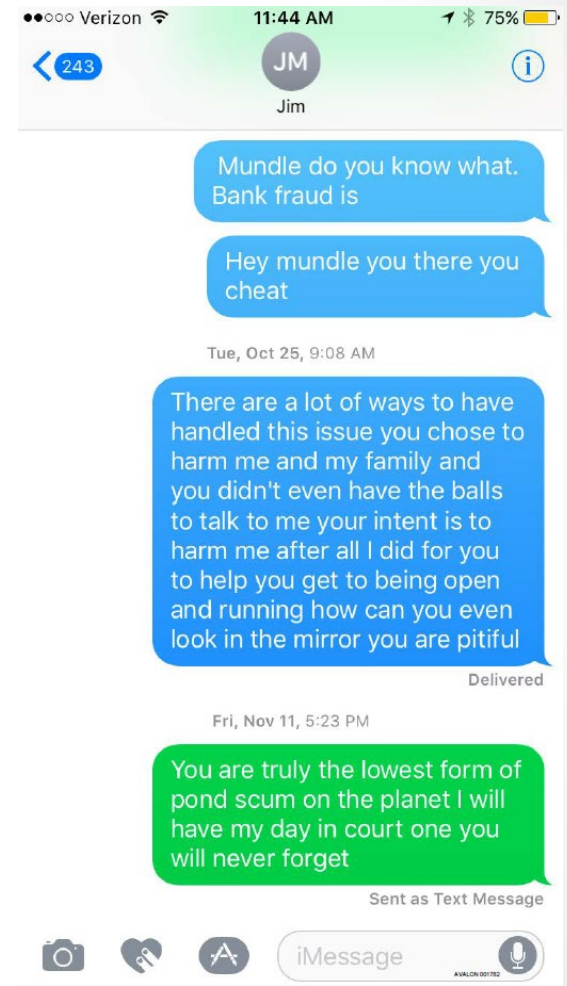 Verizon 11:44 AM 75%
243
JM
Jim
Mundle do you know what.
Bank fraud is
Hey mundle you there you
cheat
Tue, Oct 25, 9:08 AM
There are a lot of ways to have
handled this issue you chose to
harm me and my family and
you didn't even have the balls
to talk to me your intent is to
harm me after all I did for you
to help you get to being open
and running how can you even
look in the mirror you are pitiful
Delivered
Fri, Nov 11, 5:23 PM
You are truly the lowest form of
pond scum on the planet I will
have my day in court one you
will never forget
Sent as Text Message
iMessage
AVALON 001762